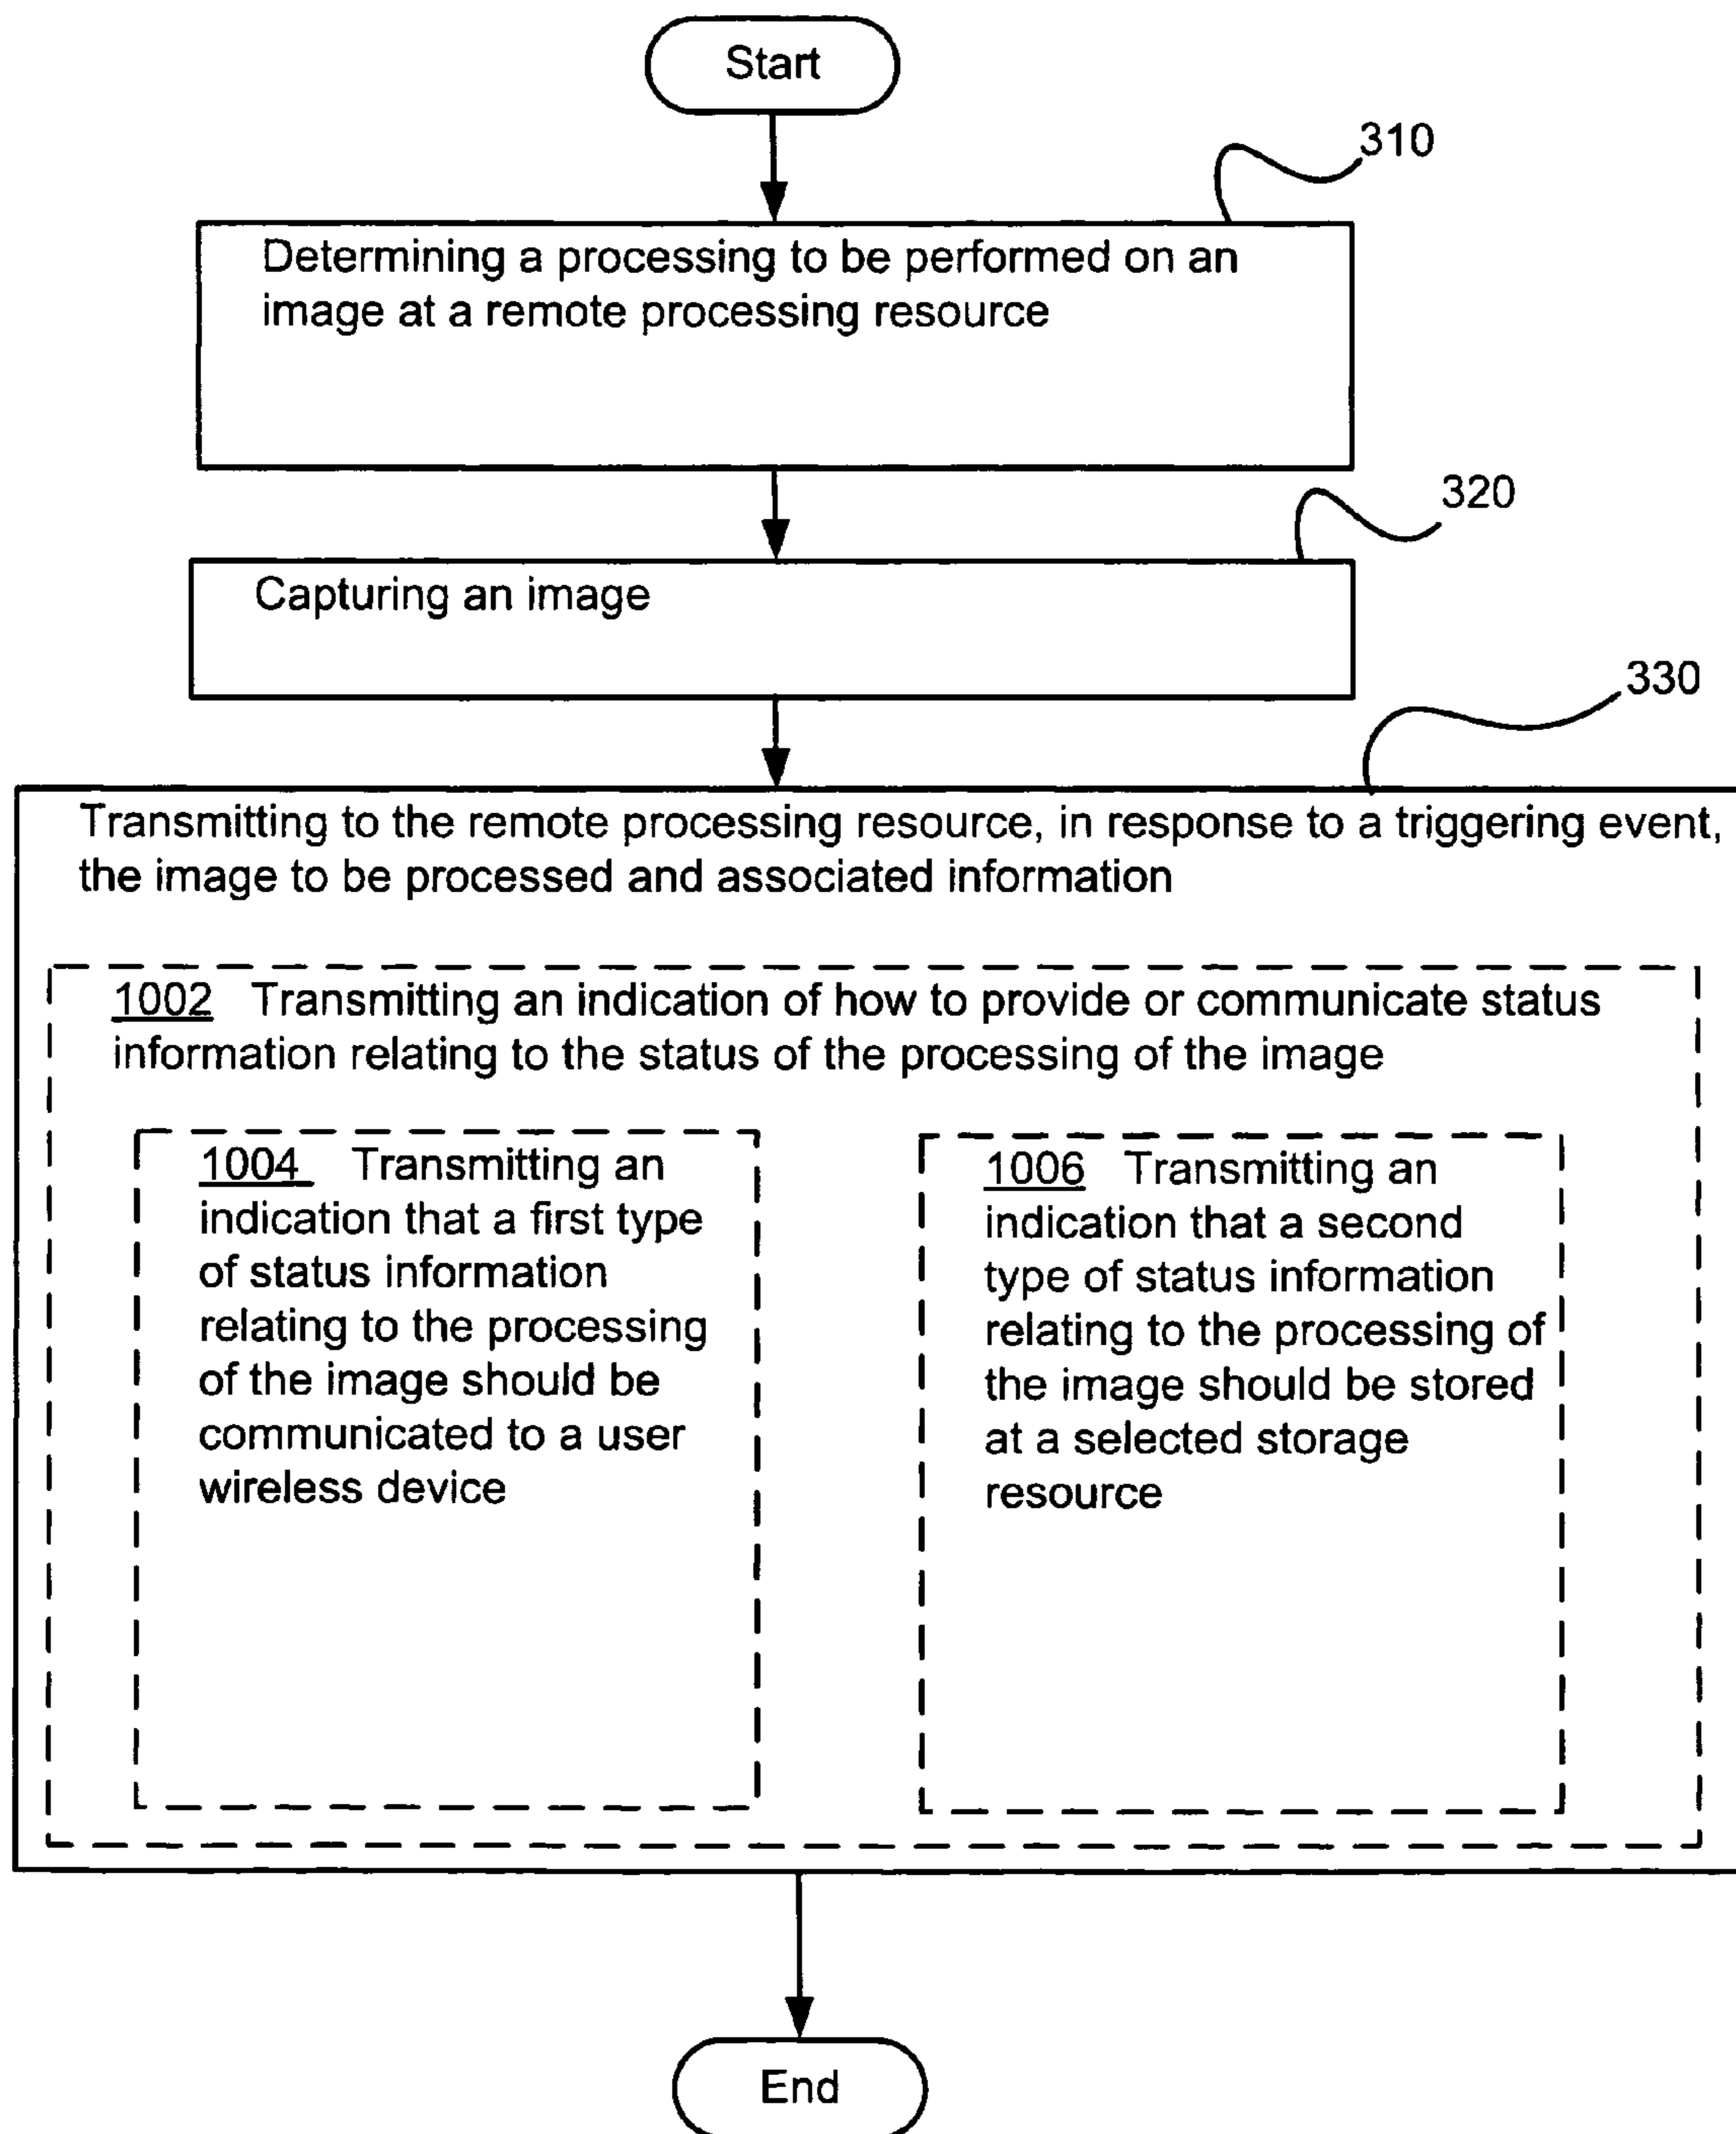 Start
310
Determining a processing to be performed on an
image at a remote processing resource
320
Capturing an image
330
Transmitting to the remote processing resource, in response to a triggering event,
the image to be processed and associated information
1002 Transmitting an indication of how to provide or communicate status
information relating to the status of the processing of the image
1004 Transmitting an
indication that a first type
of status information
relating to the processing
of the image should be
communicated to a user
wireless device
1006 Transmitting an
indication that a second
type of status information
relating to the processing of
the image should be stored
at a selected storage
resource
End